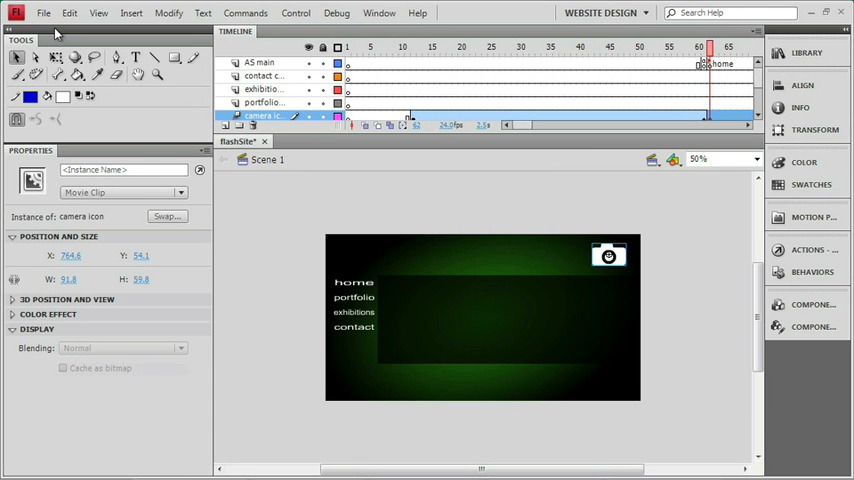 Fl File Edit View Insert Modify Text Commands Control Debug Window Help WEBSITE DESIGN Search Help
TOOLS
TIMELINE
1 5 10 15 20 25 30 35 40 45 50 55 60 65
AS main
home
contact c...
exhibitio...
portfolio...
camera ic...
62 24.0fps 2.5s
flashSite*
Scene 1
50%
PROPERTIES
<Instance Name>
Movie Clip
Instance of: camera icon
Swap...
POSITION AND SIZE
X: 764.6 Y: 54.1
W: 91.8 H: 59.8
3D POSITION AND VIEW
COLOR EFFECT
DISPLAY
Blending: Normal
Cache as bitmap
home
portfolio
exhibitions
contact
LIBRARY
ALIGN
INFO
TRANSFORM
COLOR
SWATCHES
MOTION P...
ACTIONS -...
BEHAVIORS
COMPONE...
COMPONE...